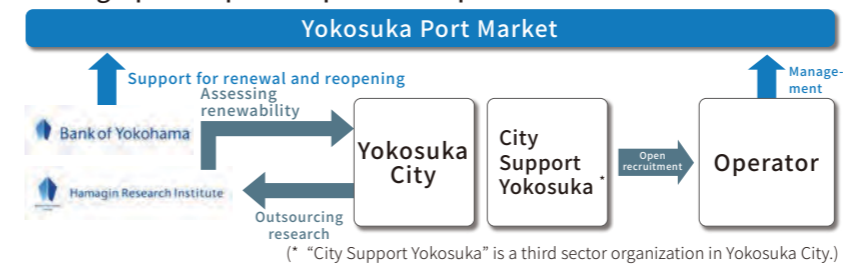 Yokosuka Port Market
Support for renewal and reopening
Manage-
ment
Assessing
renewability
Bank of Yokohama
Hamagin Research Institute
Yokosuka
City
City
Support
Yokosuka *
Open
recruitment
Operator
Outsourcing
research
(* “City Support Yokosuka” is a third sector organization in Yokosuka City.)